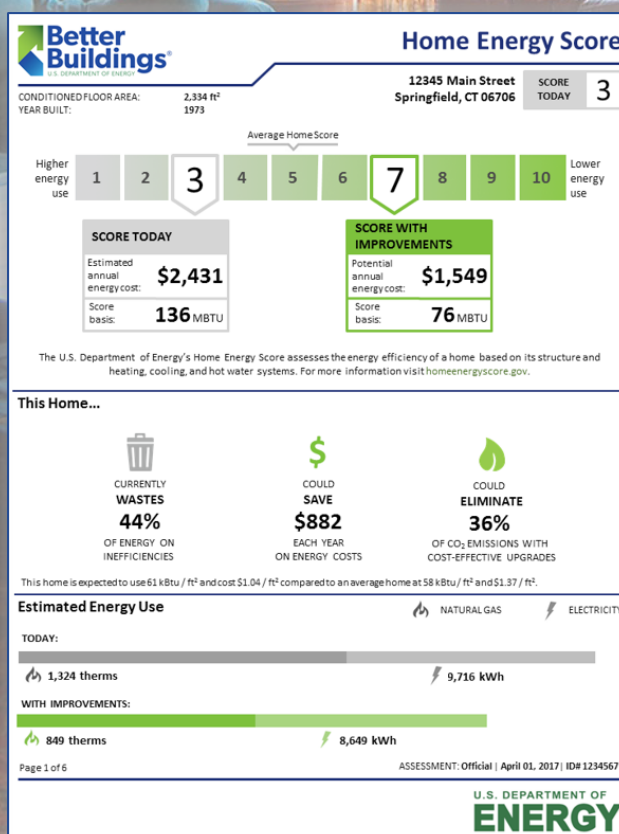 Better
Buildings®
U.S. DEPARTMENT OF ENERGY
Home Energy Score
12345 Main Street
Springfield, CT 06706
SCORE
TODAY
3
CONDITIONED FLOOR AREA: 2,334 ft²
YEAR BUILT: 1973
Average Home Score
Higher
energy
use
1 2 3 4 5 6 7 8 9 10
Lower
energy
use
SCORE TODAY
Estimated
annual
energy cost:
$2,431
Score
basis:
136 MBTU
SCORE WITH
IMPROVEMENTS
Potential
annual
energy cost:
$1,549
Score
basis:
76 MBTU
The U.S. Department of Energy's Home Energy Score assesses the energy efficiency of a home based on its structure and
heating, cooling, and hot water systems. For more information visit homeenergyscore.gov.
This Home...
CURRENTLY
WASTES
44%
OF ENERGY ON
INEFFICIENCIES
COULD
SAVE
$882
EACH YEAR
ON ENERGY COSTS
COULD
ELIMINATE
36%
OF CO₂ EMISSIONS WITH
COST-EFFECTIVE UPGRADES
This home is expected to use 61 kBtu / ft² and cost $1.04 / ft² compared to an average home at 58 kBtu / ft² and $1.37 / ft².
Estimated Energy Use
NATURAL GAS
ELECTRICITY
TODAY:
1,324 therms
9,716 kWh
WITH IMPROVEMENTS:
849 therms
8,649 kWh
Page 1 of 6
ASSESSMENT: Official | April 01, 2017 | ID# 1234567
U.S. DEPARTMENT OF
ENERGY